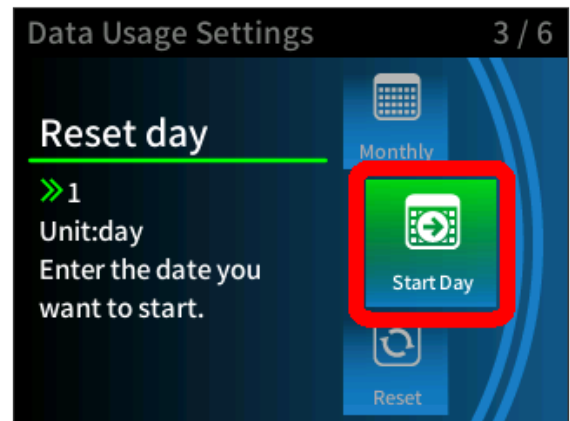 Data Usage Settings 3 / 6
Reset day
Monthly
»1
Unit:day
Enter the date you
want to start.
Start Day
Reset